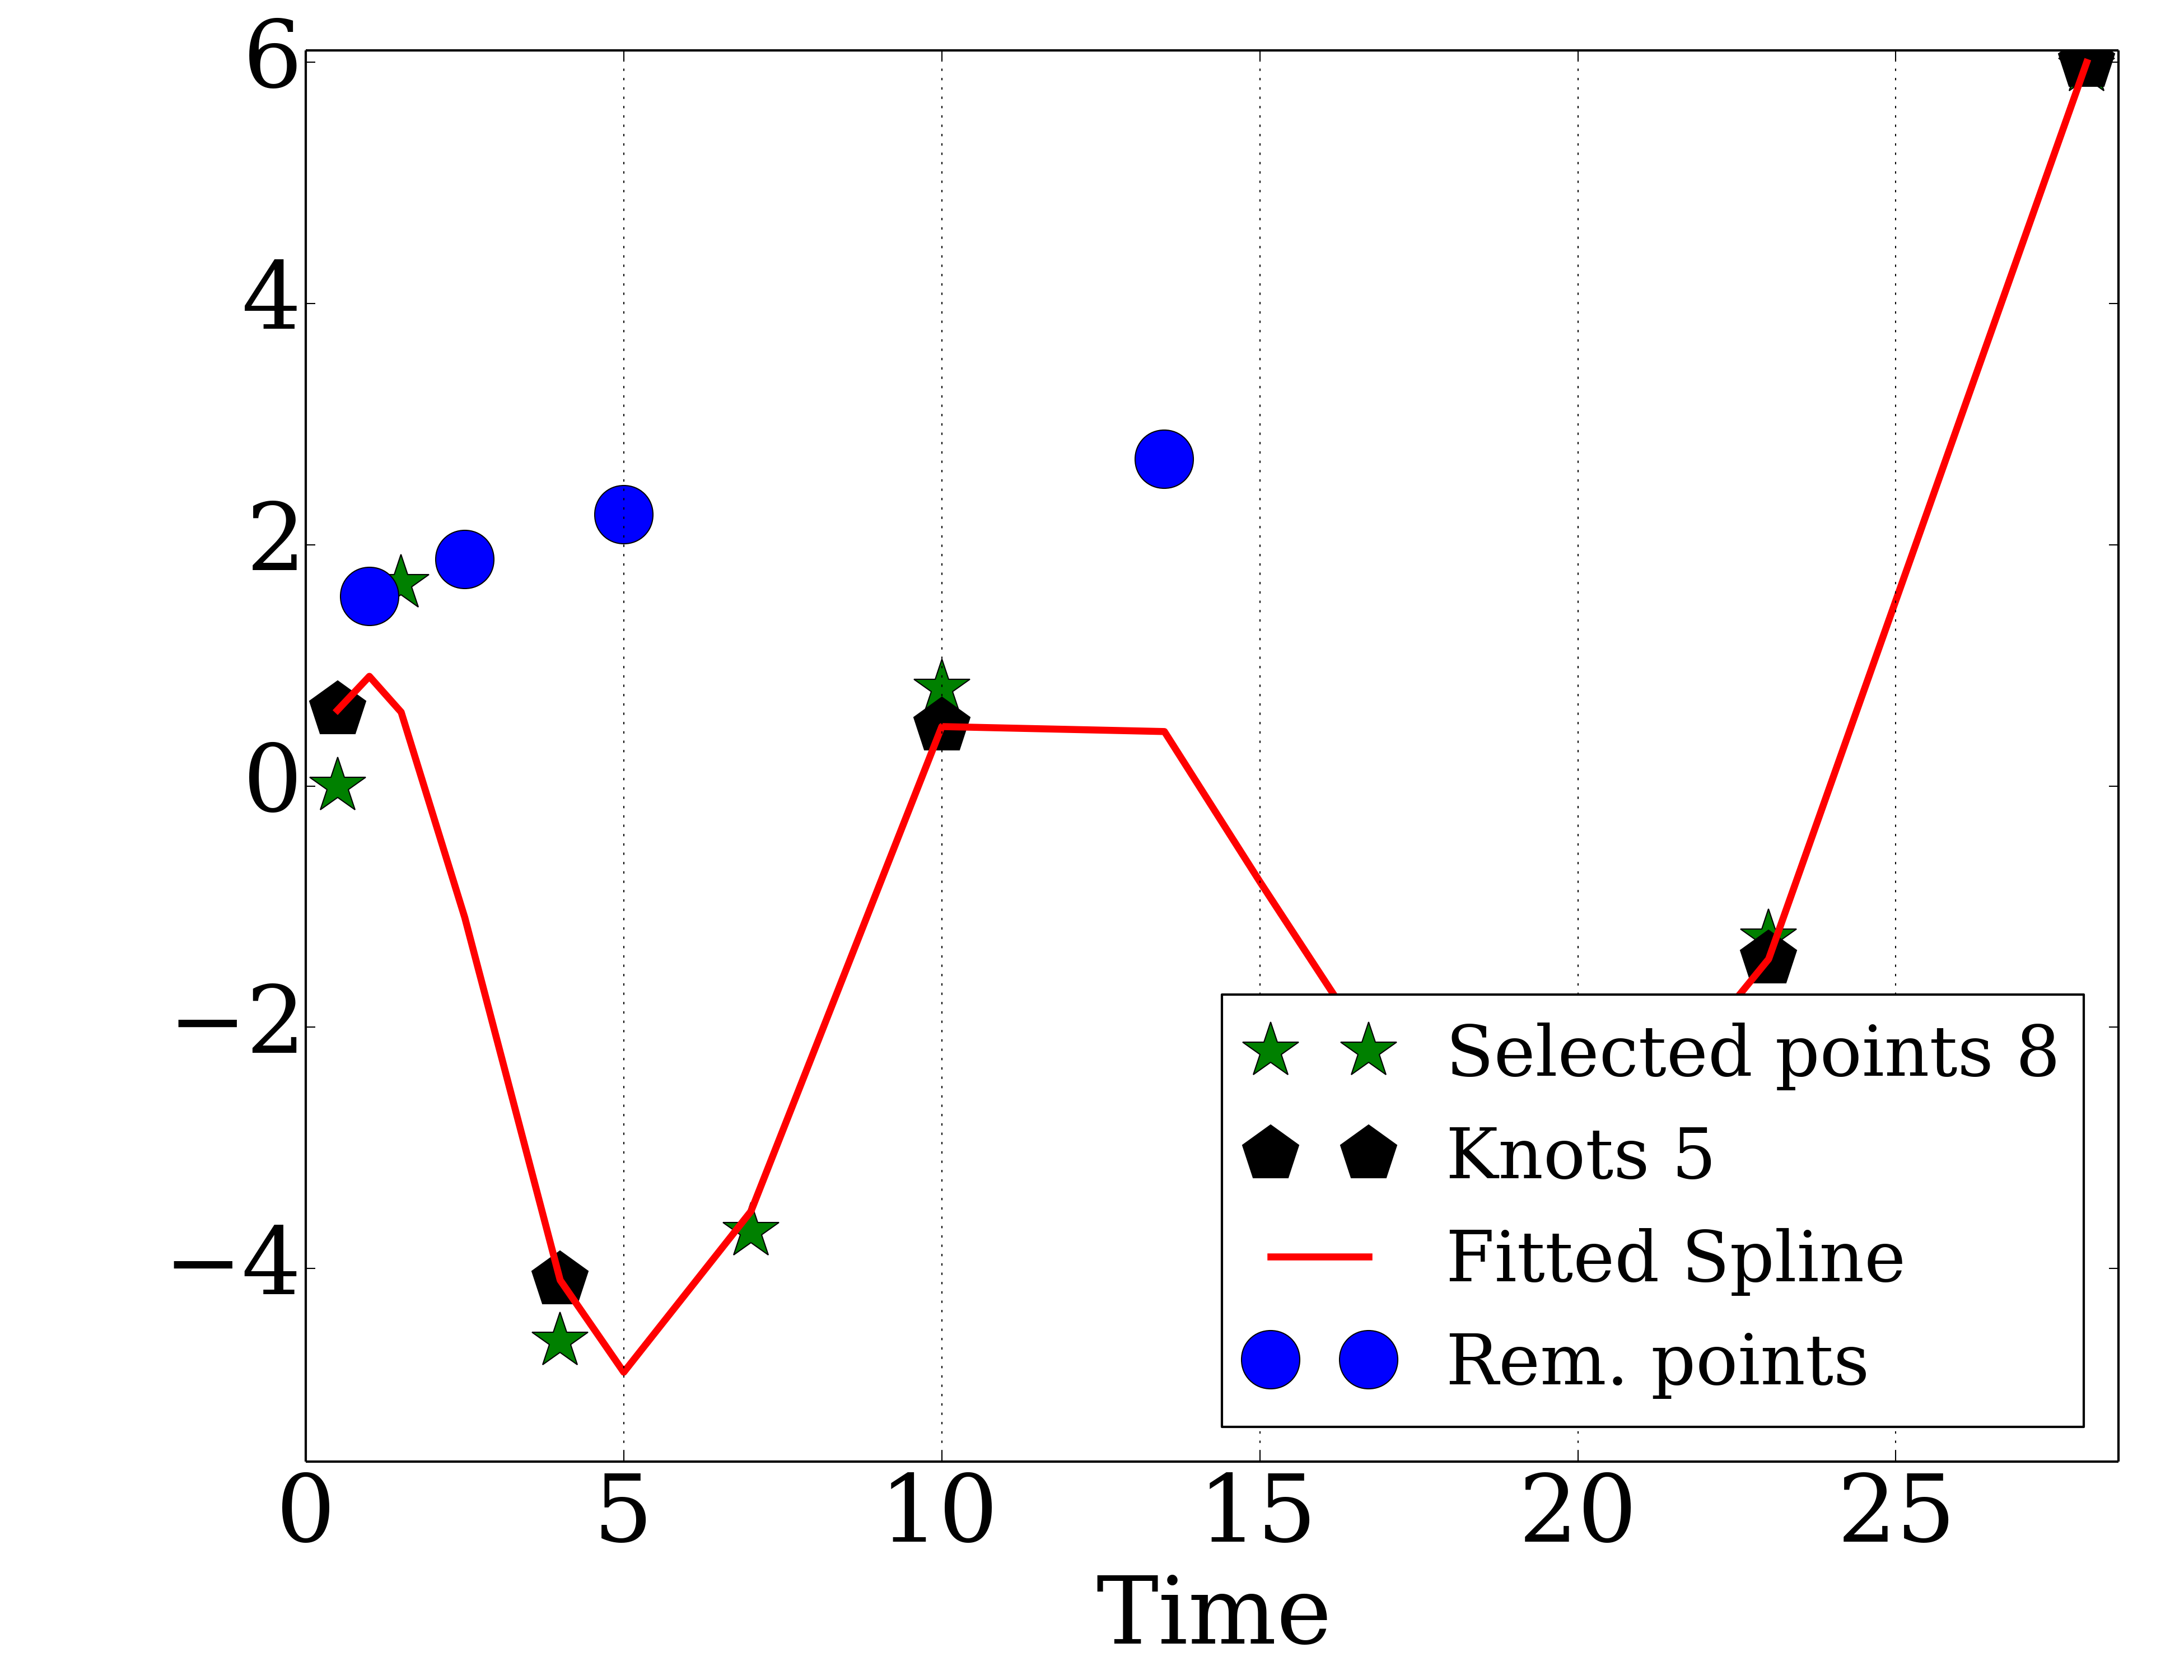 6
4
2
0
−2
−4
0 5 10 15 20 25
Time
Selected points 8
Knots 5
Fitted Spline
Rem. points